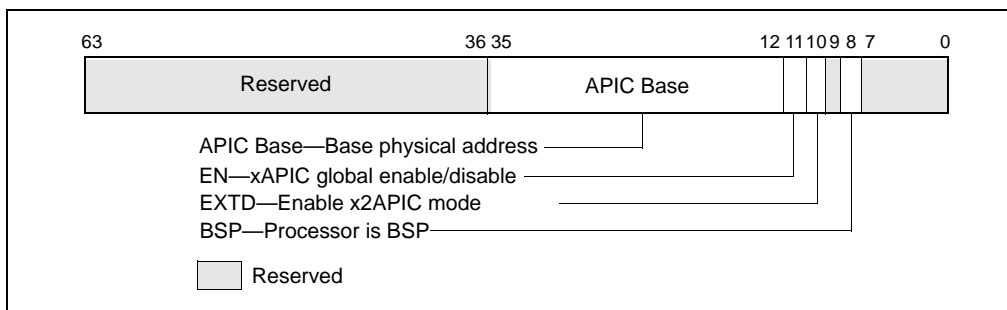 63 36 35 12 11 10 9 8 7 0
Reserved APIC Base
APIC Base—Base physical address
EN—xAPIC global enable/disable
EXTD—Enable x2APIC mode
BSP—Processor is BSP
Reserved